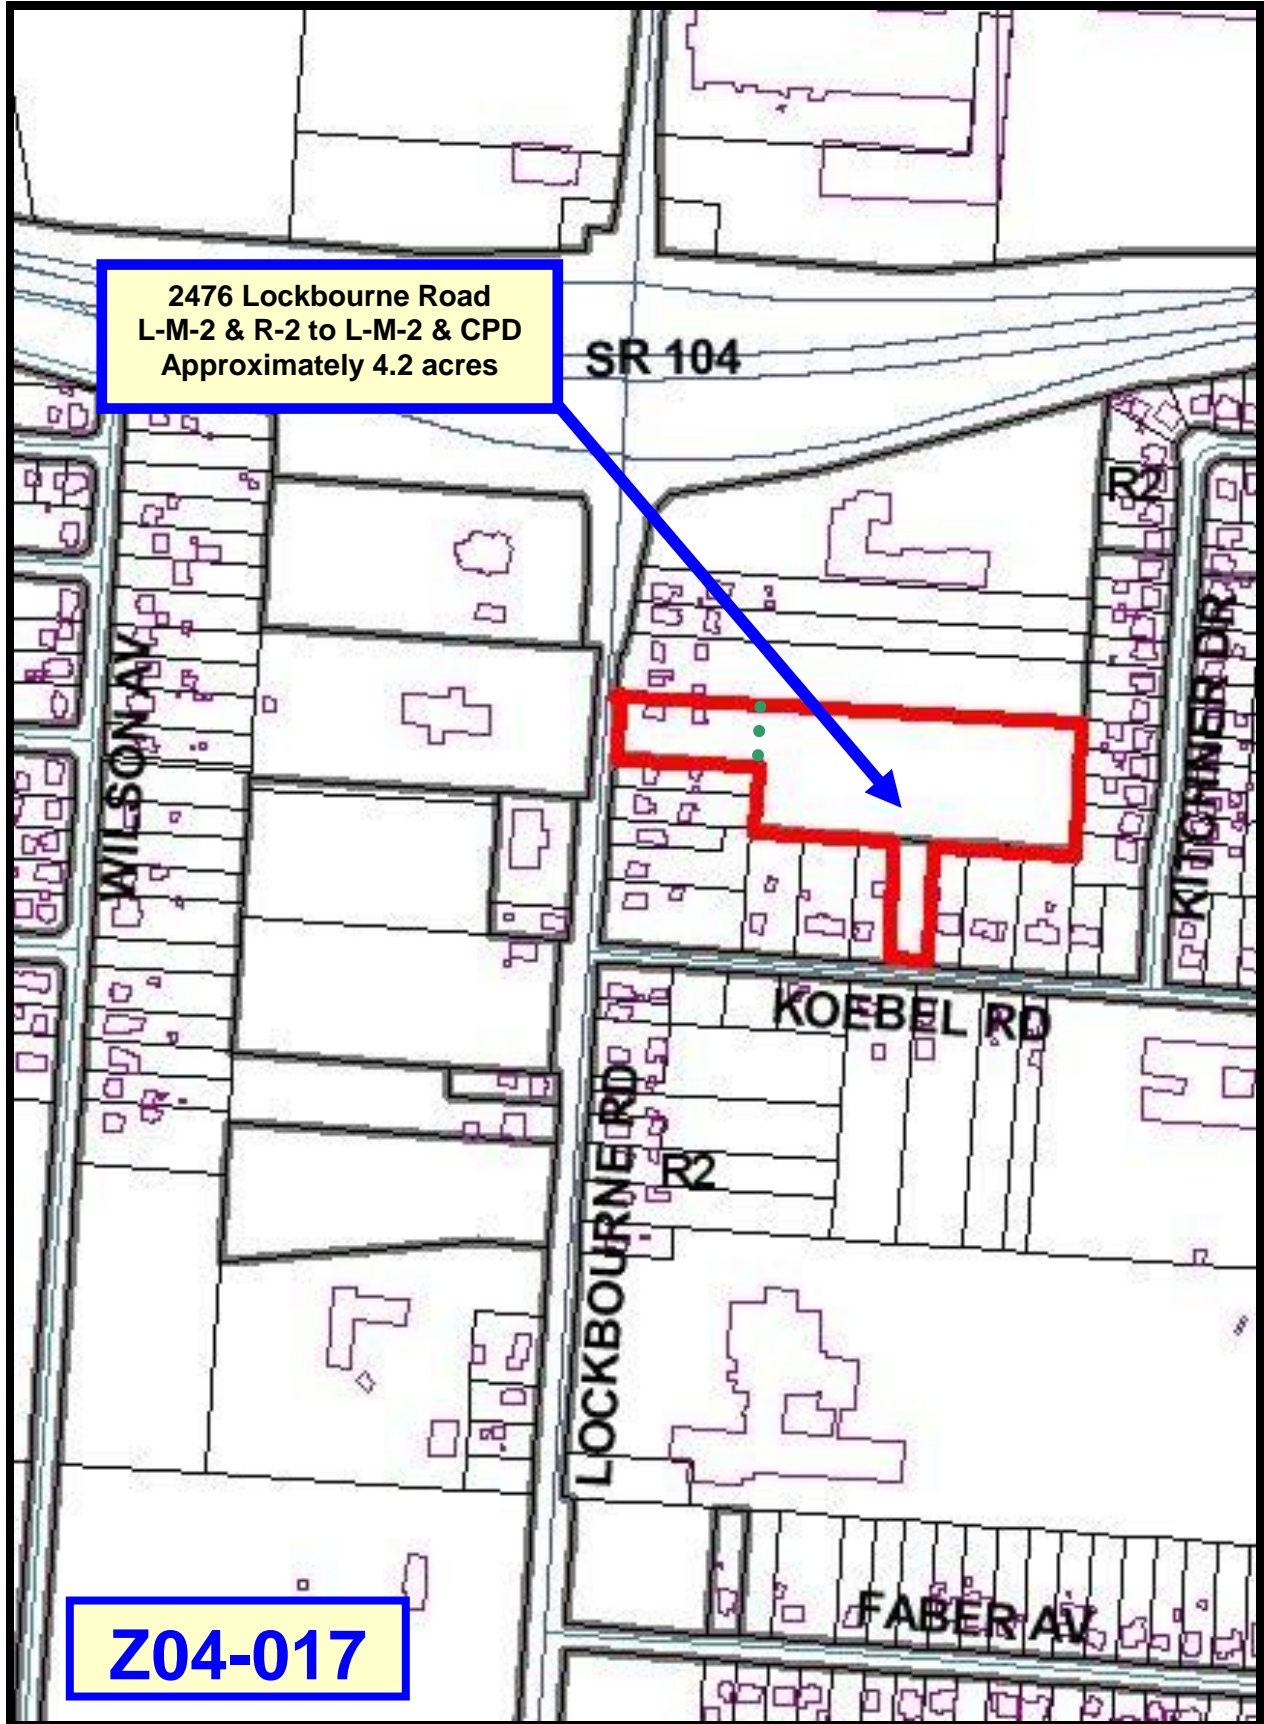 2476 Lockbourne Road
L-M-2 & R-2 to L-M-2 & CPD
Approximately 4.2 acres
SR 104
R2
WILSON AV
KITCHNER DR
KOEBEL RD
LOCKBOURNE RD
R2
FABER AV
Z04-017